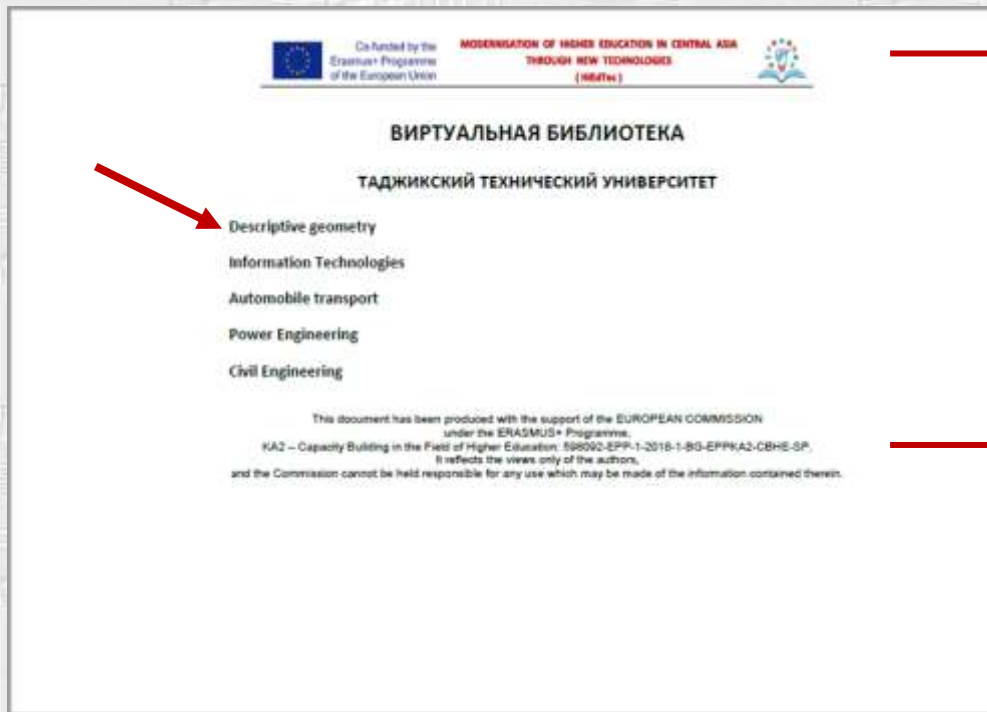 Co-funded by the
Erasmus+ Programme
of the European Union
MODERNISATION OF HIGHER EDUCATION IN CENTRAL ASIA
THROUGH NEW TECHNOLOGIES
(HiEdTec)
ВИРТУАЛЬНАЯ БИБЛИОТЕКА
ТАДЖИКСКИЙ ТЕХНИЧЕСКИЙ УНИВЕРСИТЕТ
Descriptive geometry
Information Technologies
Automobile transport
Power Engineering
Civil Engineering
This document has been produced with the support of the EUROPEAN COMMISSION
under the ERASMUS+ Programme,
KA2 – Capacity Building in the Field of Higher Education: 598092-EPP-1-2018-1-BG-EPPKA2-CBHE-SP.
It reflects the views only of the authors,
and the Commission cannot be held responsible for any use which may be made of the information contained therein.